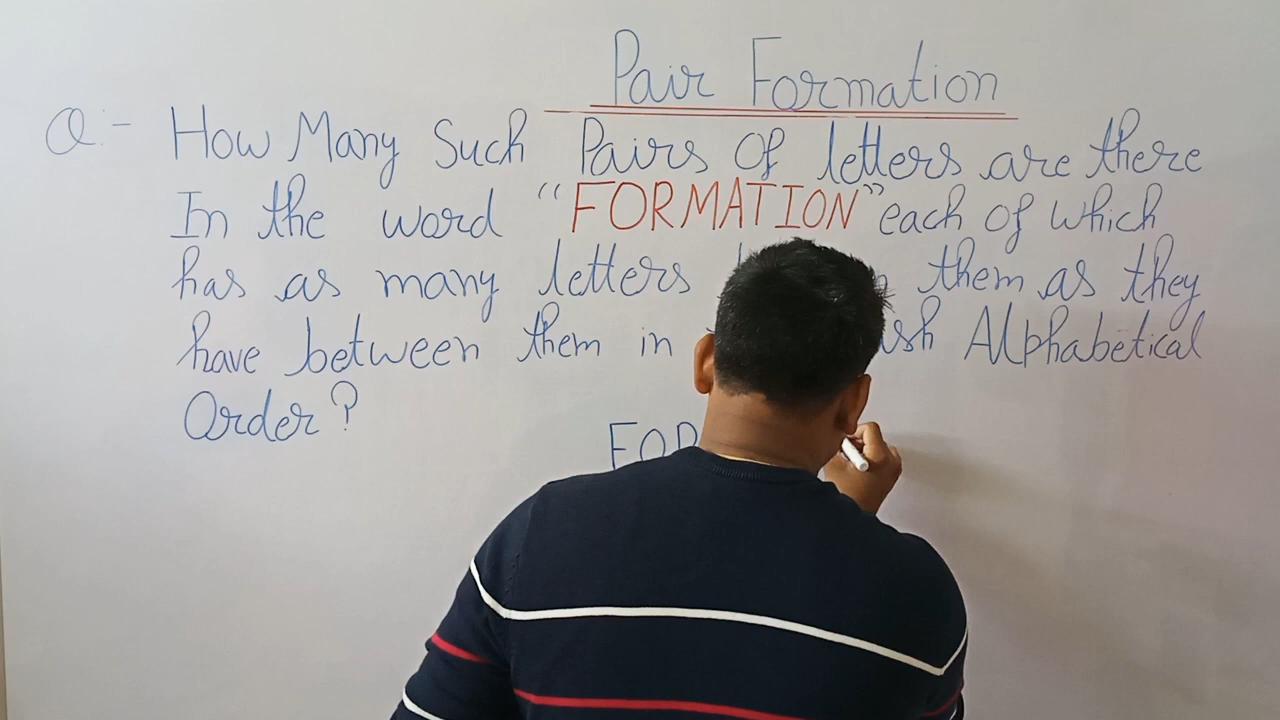 Pair Formation
Q:- How Many Such Pairs Of letters are there
In the word "FORMATION" each of which
has as many letters them as they
have between them in Alphabetical
Order?
FOR